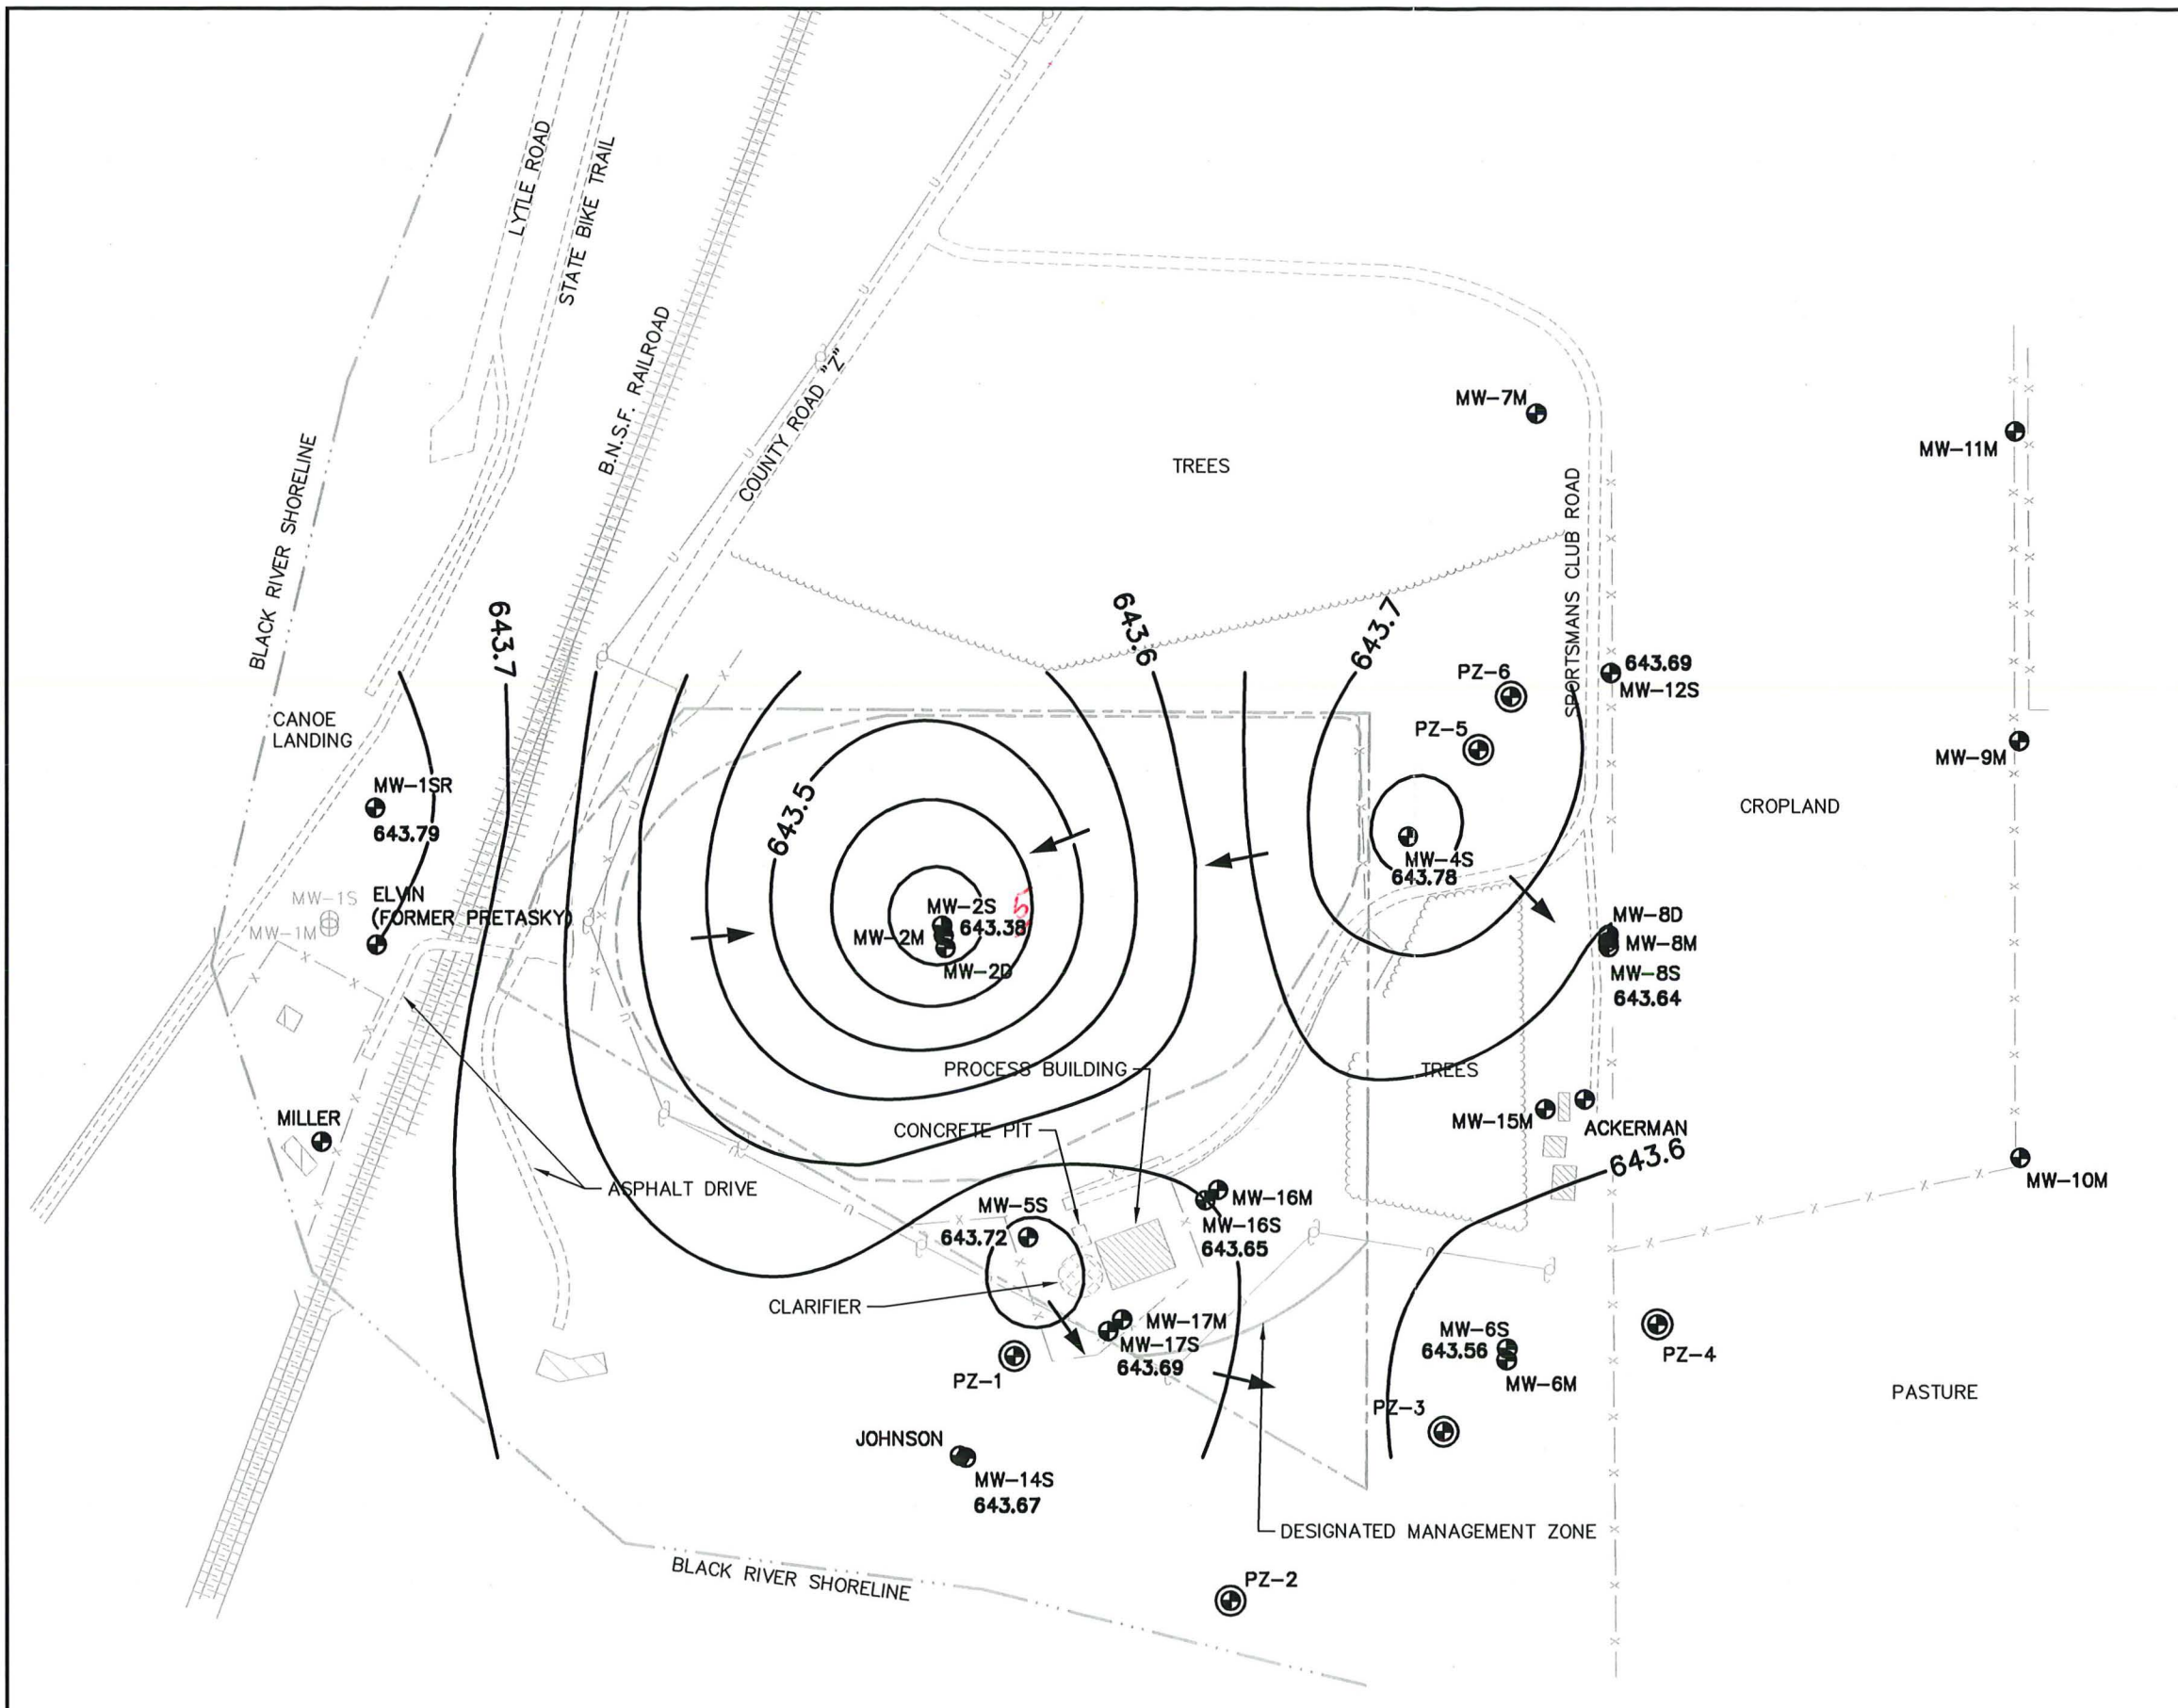 LYTLE ROAD
STATE BIKE TRAIL
B.N.S.F. RAILROAD
COUNTY ROAD "Z"
BLACK RIVER SHORELINE
MW-7M
TREES
MW-11M
SPORTSMANS CLUB ROAD
643.7
643.6
643.7
643.69
MW-12S
PZ-6
PZ-5
MW-9M
CANOE
LANDING
MW-1SR
643.79
CROPLAND
643.5
MW-4S
643.78
MW-1S
MW-1M
ELVIN
(FORMER PRETASKY)
MW-2S
643.38
MW-2M
MW-2D
MW-8D
MW-8M
MW-8S
643.64
PROCESS BUILDING
TREES
MILLER
CONCRETE PIT
MW-15M
ACKERMAN
643.6
MW-10M
ASPHALT DRIVE
MW-5S
643.72
MW-16M
MW-16S
643.65
CLARIFIER
MW-17M
MW-17S
643.69
MW-6S
643.56
MW-6M
PZ-4
PZ-1
PASTURE
PZ-3
JOHNSON
MW-14S
643.67
DESIGNATED MANAGEMENT ZONE
BLACK RIVER SHORELINE
PZ-2